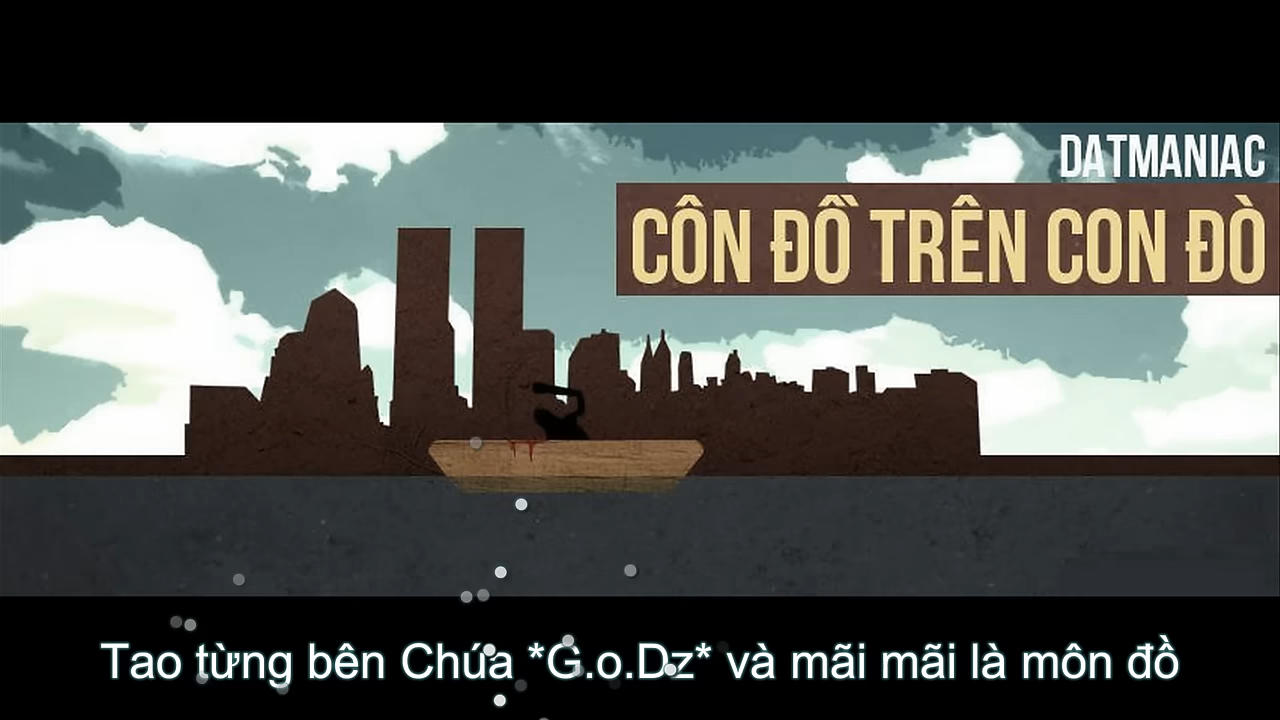 DATMANIAC
CÔN ĐỒ TRÊN CON ĐÒ
Tao từng bên Chúa *G.o.Dz* và mãi mãi là môn đồ